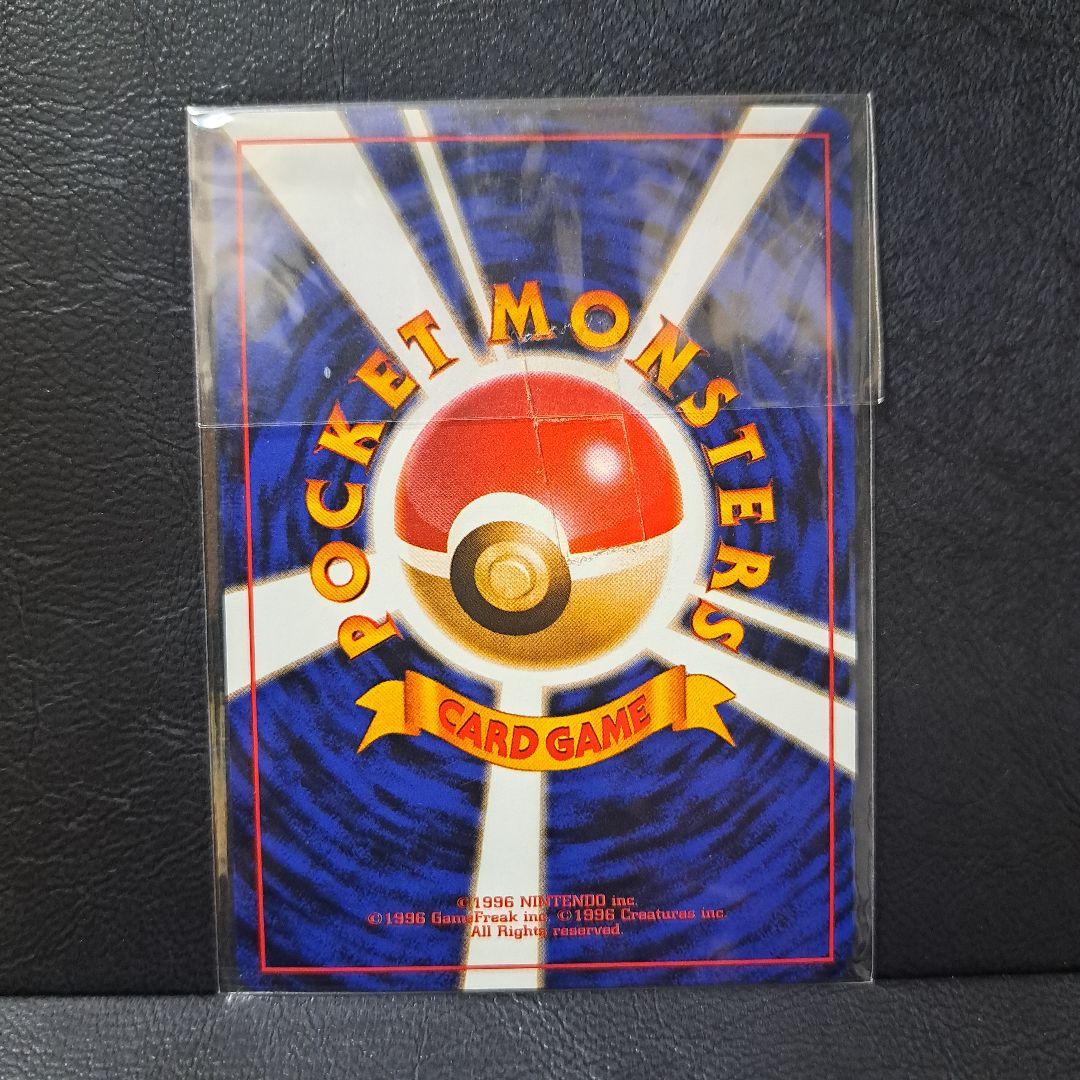 POCKET MONSTERS
CARD GAME
©1996 NINTENDO inc.
©1996 GameFreak inc. ©1996 Creatures inc.
All Rights reserved.